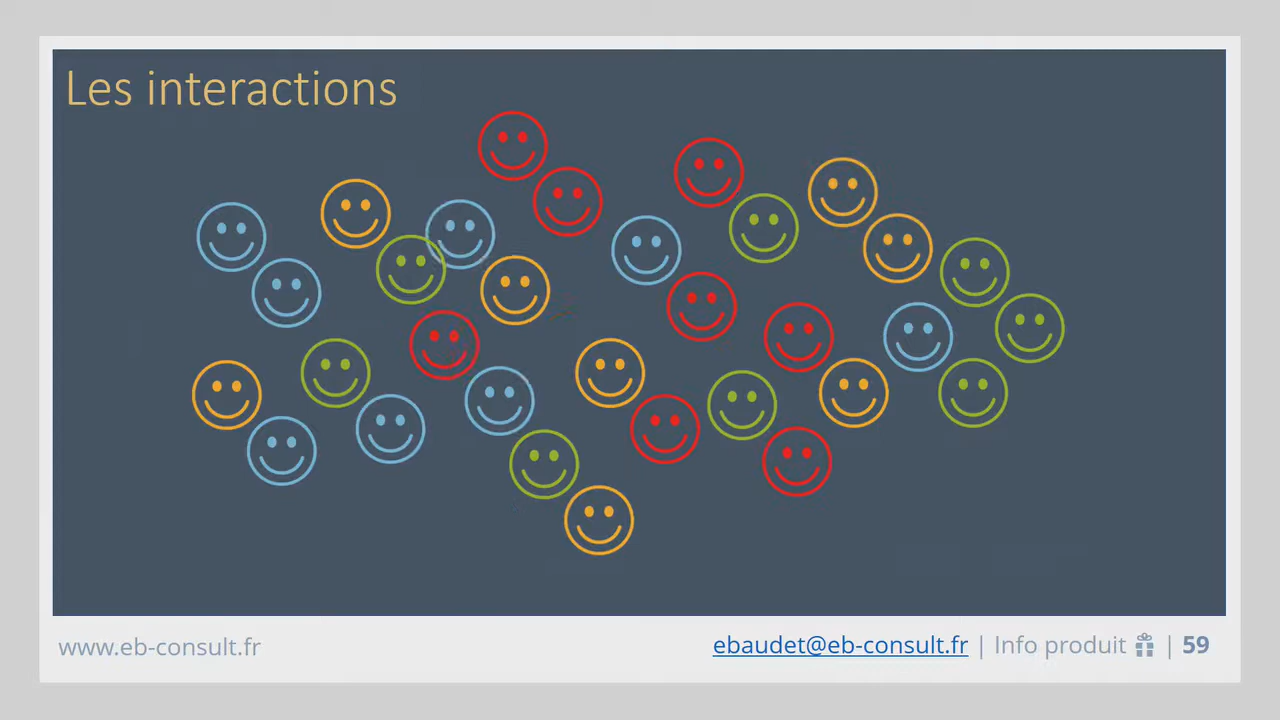 Les interactions
www.eb-consult.fr
ebaudet@eb-consult.fr | Info produit | 59